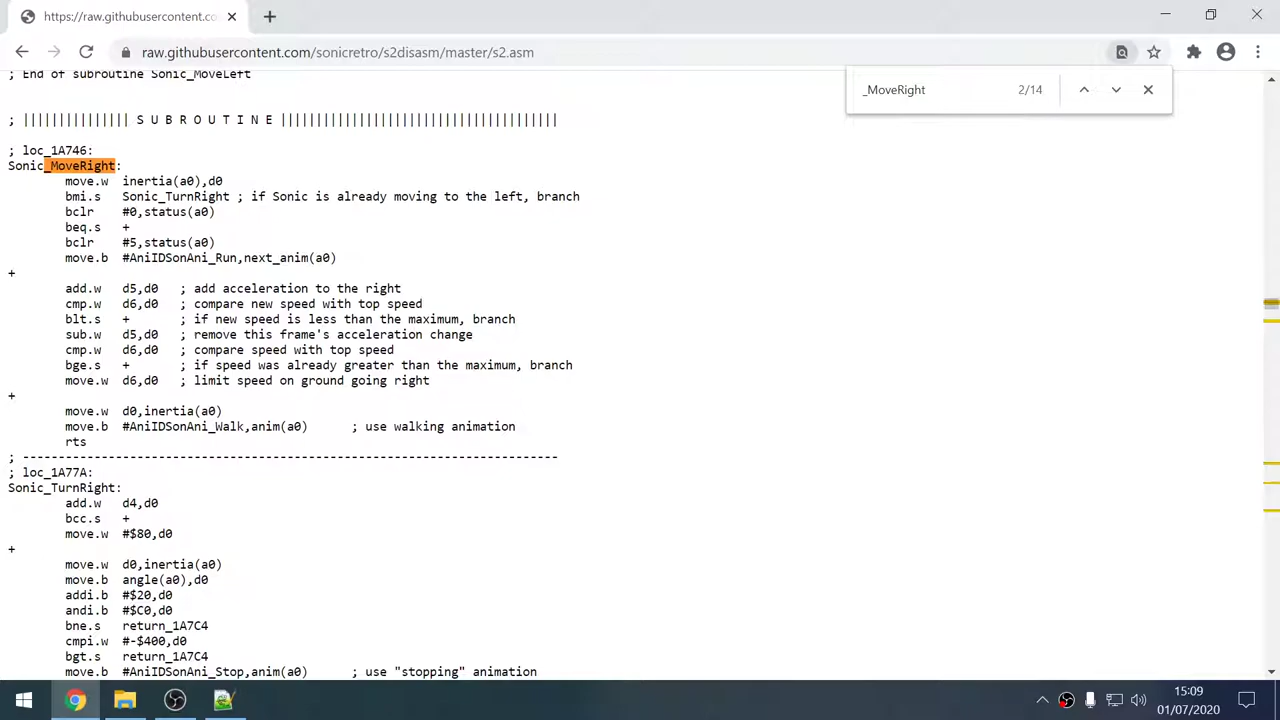 https://raw.githubusercontent.co
raw.githubusercontent.com/sonicretro/s2disasm/master/s2.asm
_MoveRight 2/14
; End of subroutine Sonic_MoveLeft
; ||||||||||||||| S U B R O U T I N E |||||||||||||||||||||||||||||||||||||||
; loc_1A746:
Sonic_MoveRight:
move.w inertia(a0),d0
bmi.s Sonic_TurnRight ; if Sonic is already moving to the left, branch
bclr #0,status(a0)
beq.s +
bclr #5,status(a0)
move.b #AniIDSonAni_Run,next_anim(a0)
+
add.w d5,d0 ; add acceleration to the right
cmp.w d6,d0 ; compare new speed with top speed
blt.s + ; if new speed is less than the maximum, branch
sub.w d5,d0 ; remove this frame's acceleration change
cmp.w d6,d0 ; compare speed with top speed
bge.s + ; if speed was already greater than the maximum, branch
move.w d6,d0 ; limit speed on ground going right
+
move.w d0,inertia(a0)
move.b #AniIDSonAni_Walk,anim(a0) ; use walking animation
rts
; ---------------------------------------------------------------------------
; loc_1A77A:
Sonic_TurnRight:
add.w d4,d0
bcc.s +
move.w #$80,d0
+
move.w d0,inertia(a0)
move.b angle(a0),d0
addi.b #$20,d0
andi.b #$C0,d0
bne.s return_1A7C4
cmpi.w #-$400,d0
bgt.s return_1A7C4
move.b #AniIDSonAni_Stop,anim(a0) ; use "stopping" animation
15:09
01/07/2020